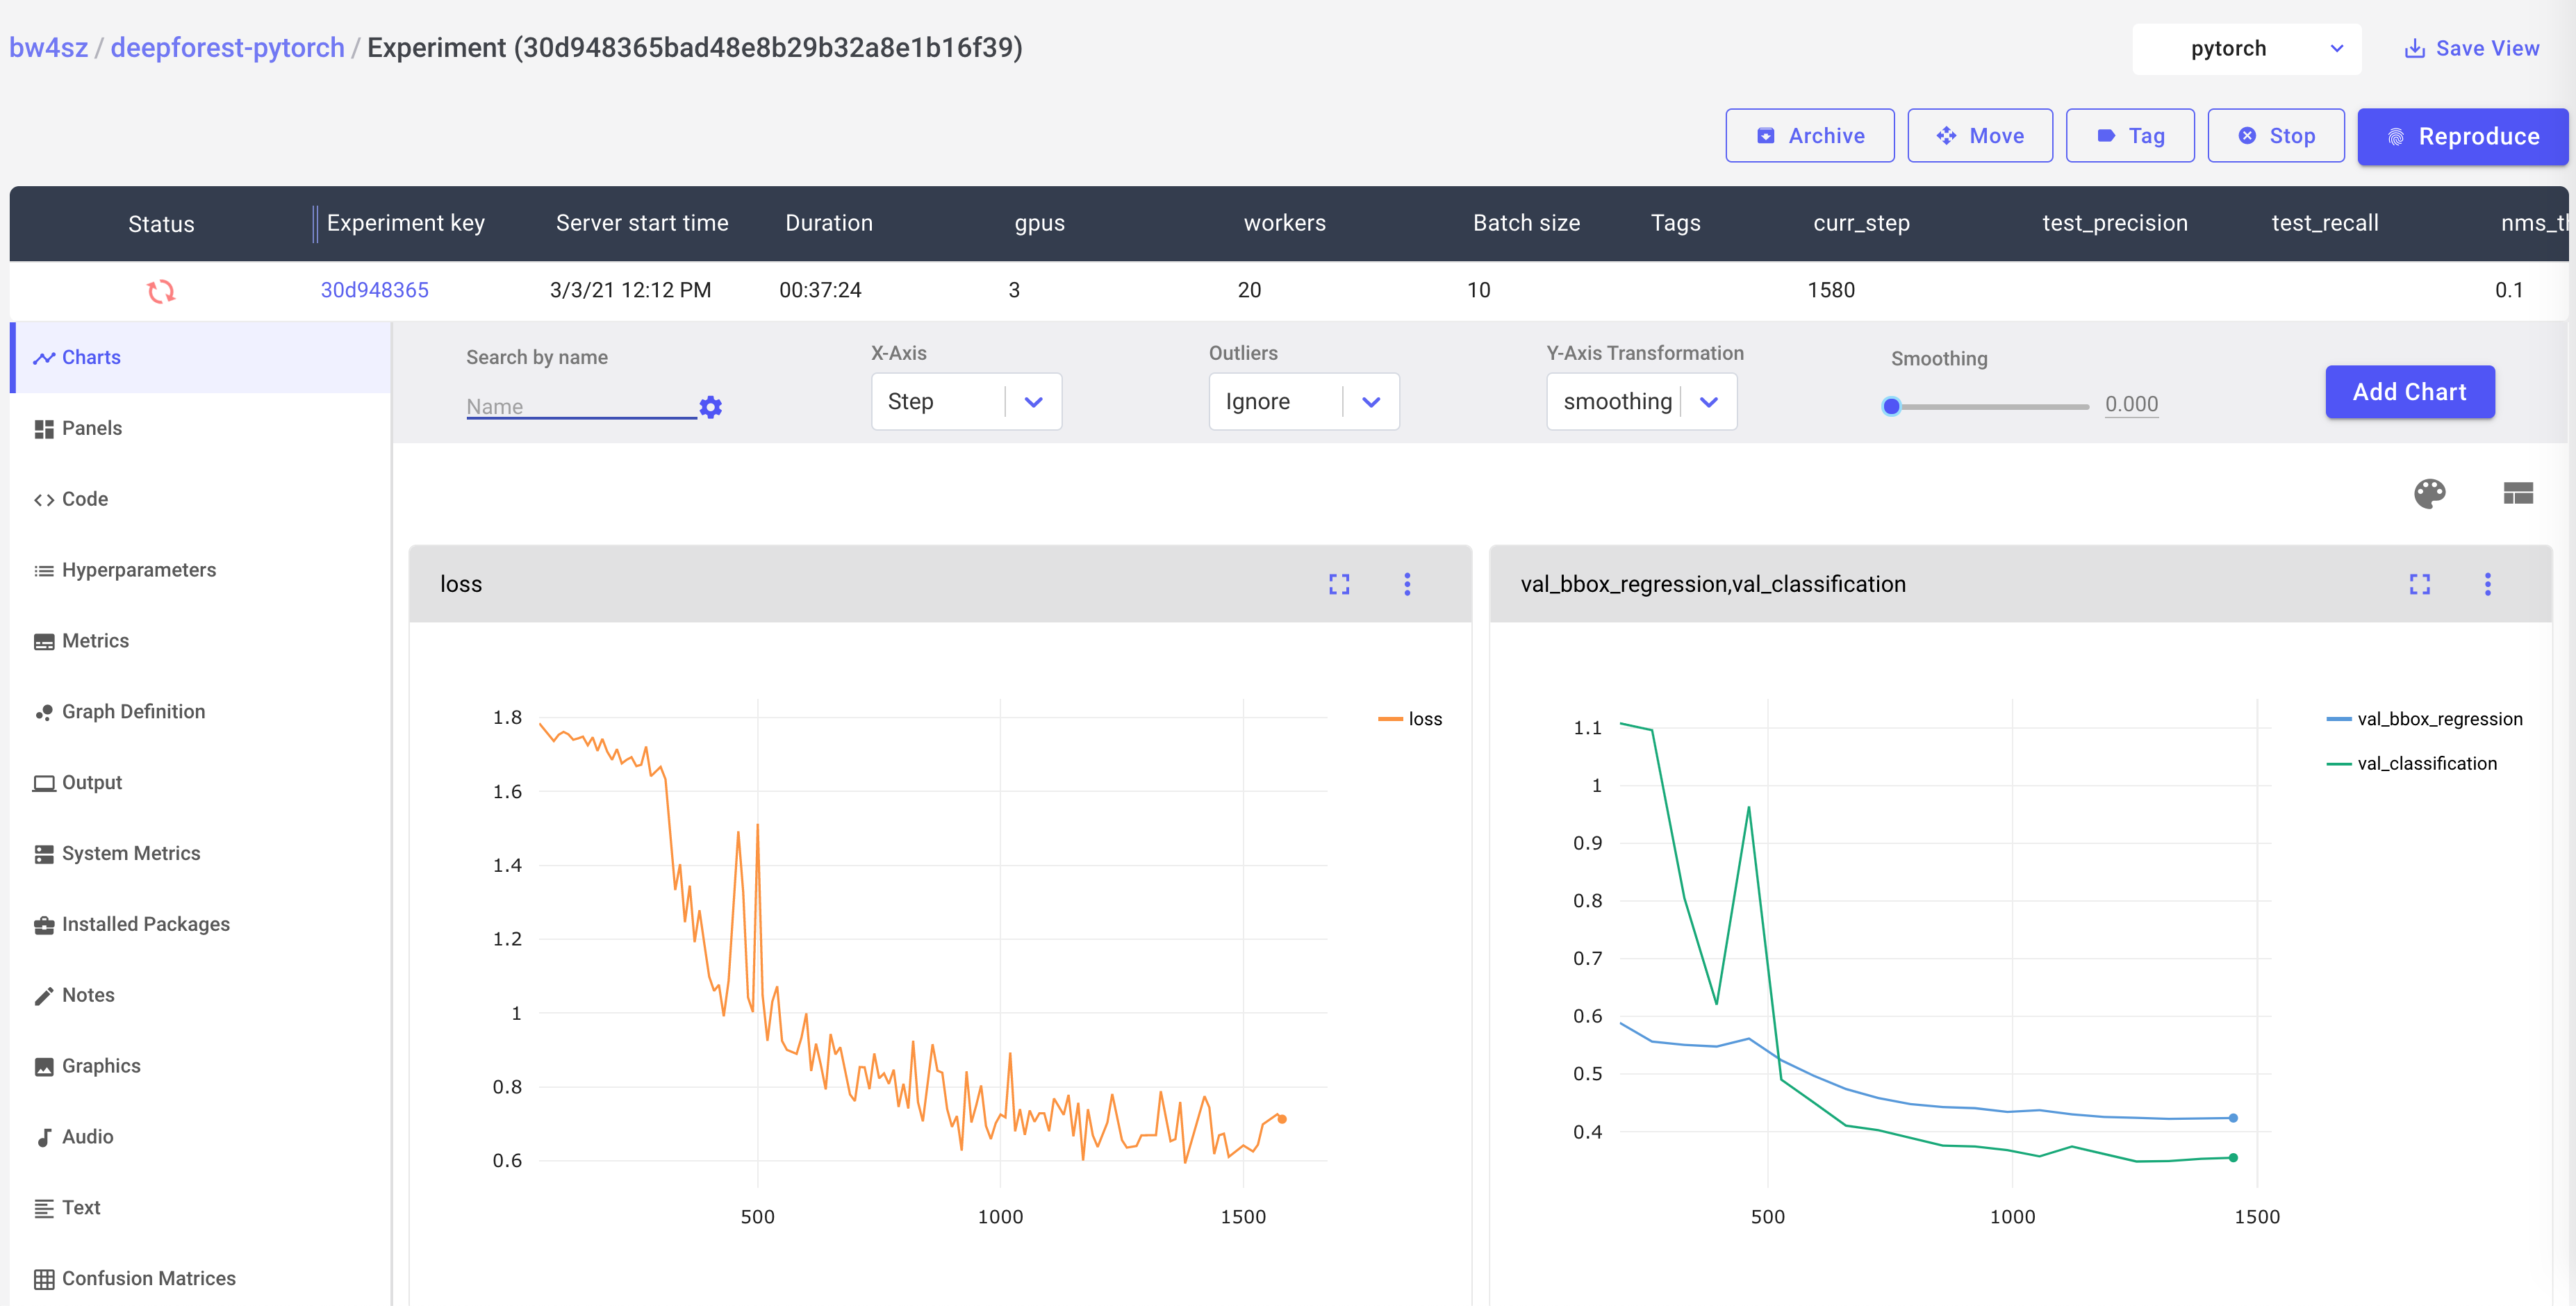 bw4sz / deepforest-pytorch / Experiment (30d948365bad48e8b29b32a8e1b16f39)
pytorch
Save View
Archive
Move
Tag
Stop
Reproduce
Status Experiment key Server start time Duration gpus workers Batch size Tags curr_step test_precision test_recall nms_th
30d948365 3/3/21 12:12 PM 00:37:24 3 20 10 1580 0.1
Charts
Panels
Code
Hyperparameters
Metrics
Graph Definition
Output
System Metrics
Installed Packages
Notes
Graphics
Audio
Text
Confusion Matrices
Search by name
Name
X-Axis
Step
Outliers
Ignore
Y-Axis Transformation
smoothing
Smoothing
0.000
Add Chart
loss
1.8
1.6
1.4
1.2
1
0.8
0.6
500 1000 1500
loss
val_bbox_regression,val_classification
1.1
1
0.9
0.8
0.7
0.6
0.5
0.4
500 1000 1500
val_bbox_regression
val_classification